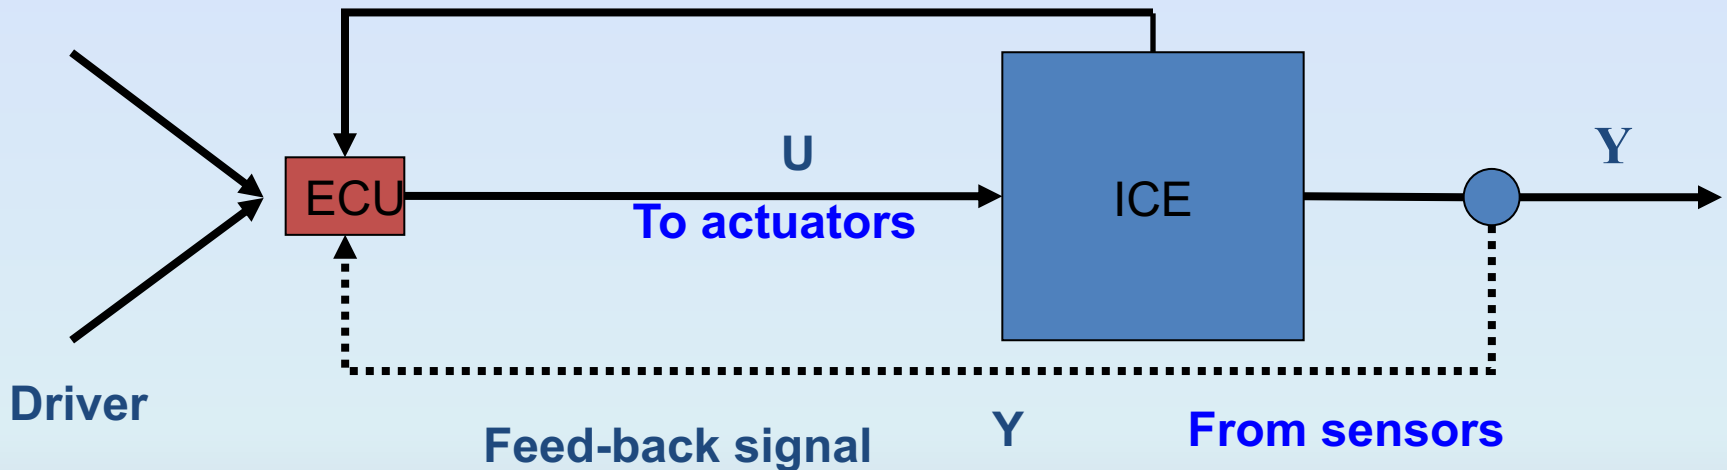 U
Y
ECU
ICE
To actuators
Driver
Y
From sensors
Feed-back signal